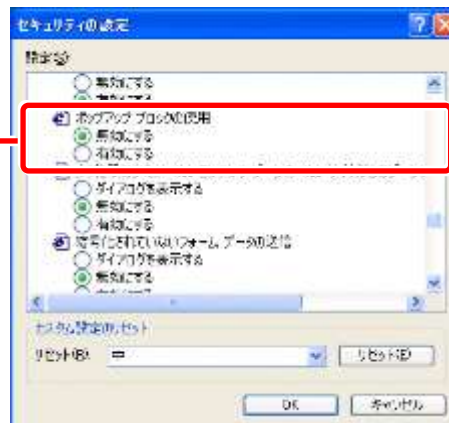 セキュリティの設定
設定(S):
無効にする
有効にする
ポップアップ ブロックの使用
無効にする
有効にする
ダイアログを表示する
無効にする
有効にする
暗号化されていないフォーム データの送信
ダイアログを表示する
無効にする
カスタム設定のリセット
リセット(R): 中
リセット(E)
OK キャンセル